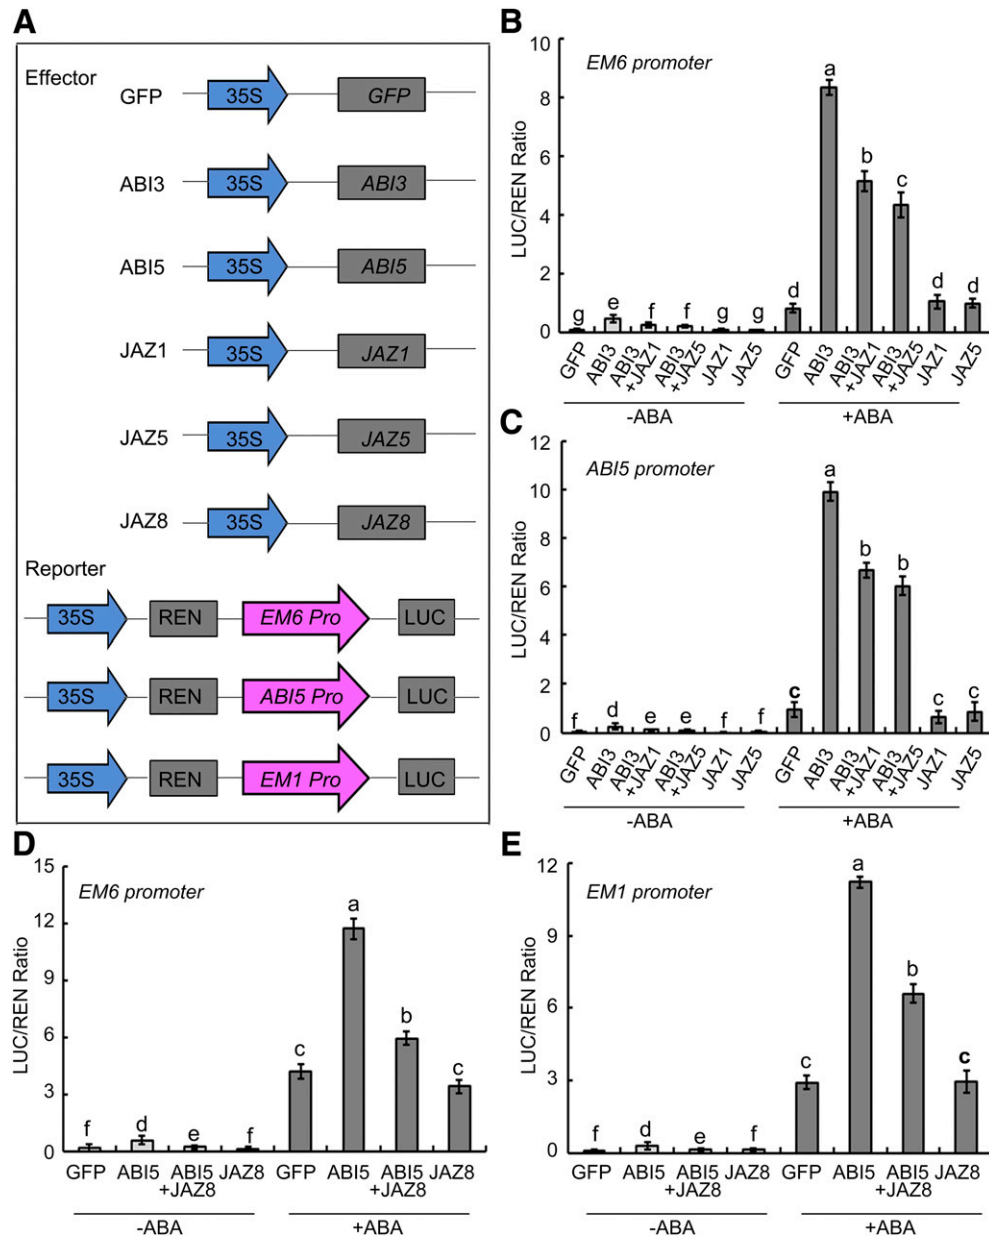 A
Effector
GFP 35S GFP
ABI3 35S ABI3
ABI5 35S ABI5
JAZ1 35S JAZ1
JAZ5 35S JAZ5
JAZ8 35S JAZ8
Reporter
35S REN EM6 Pro LUC
35S REN ABI5 Pro LUC
35S REN EM1 Pro LUC
B
EM6 promoter
LUC/REN Ratio
10
8
6
4
2
0
g e f f g g d a b c d d
GFP
ABI3
ABI3
+JAZ1
ABI3
+JAZ5
JAZ1
JAZ5
GFP
ABI3
ABI3
+JAZ1
ABI3
+JAZ5
JAZ1
JAZ5
-ABA +ABA
C
ABI5 promoter
LUC/REN Ratio
12
10
8
6
4
2
0
f d e e f f c a b b c c
GFP
ABI3
ABI3
+JAZ1
ABI3
+JAZ5
JAZ1
JAZ5
GFP
ABI3
ABI3
+JAZ1
ABI3
+JAZ5
JAZ1
JAZ5
-ABA +ABA
D
EM6 promoter
LUC/REN Ratio
15
12
9
6
3
0
f d e f c a b c
GFP ABI5 ABI5 JAZ8 GFP ABI5 ABI5 JAZ8
+JAZ8 +JAZ8
-ABA +ABA
E
EM1 promoter
LUC/REN Ratio
12
9
6
3
0
f d e f c a b c
GFP ABI5 ABI5 JAZ8 GFP ABI5 ABI5 JAZ8
+JAZ8 +JAZ8
-ABA +ABA